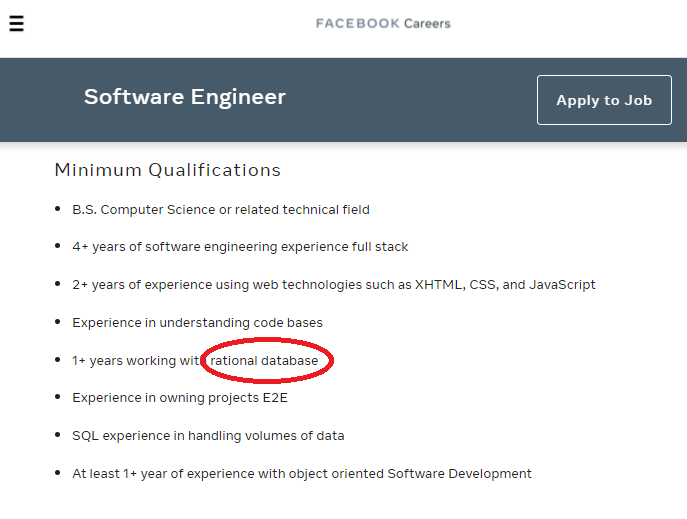 FACEBOOK Careers
Software Engineer
Apply to Job
Minimum Qualifications
• B.S. Computer Science or related technical field
• 4+ years of software engineering experience full stack
• 2+ years of experience using web technologies such as XHTML, CSS, and JavaScript
• Experience in understanding code bases
• 1+ years working with rational database
• Experience in owning projects E2E
• SQL experience in handling volumes of data
• At least 1+ year of experience with object oriented Software Development